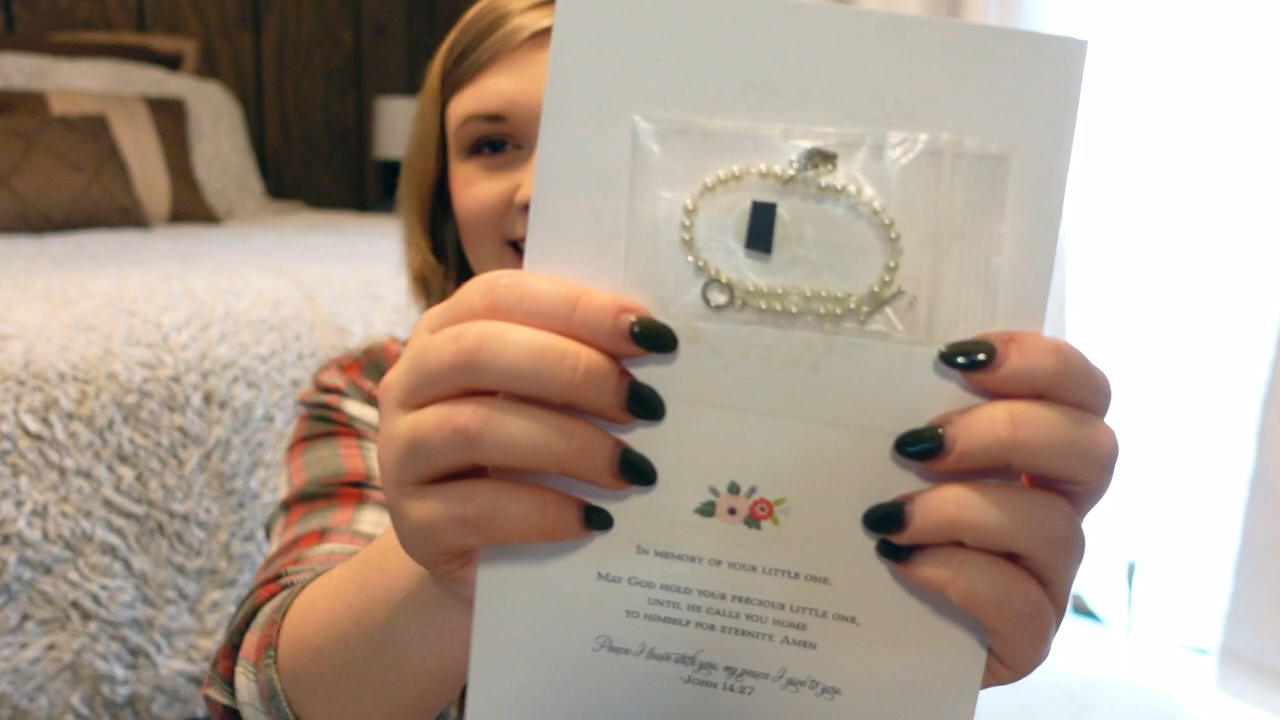 In memory of your little one:
May God hold your precious little one,
until he calls you home
to himself for eternity. Amen
Peace I leave with you, my peace I give to you.
-John 14:27